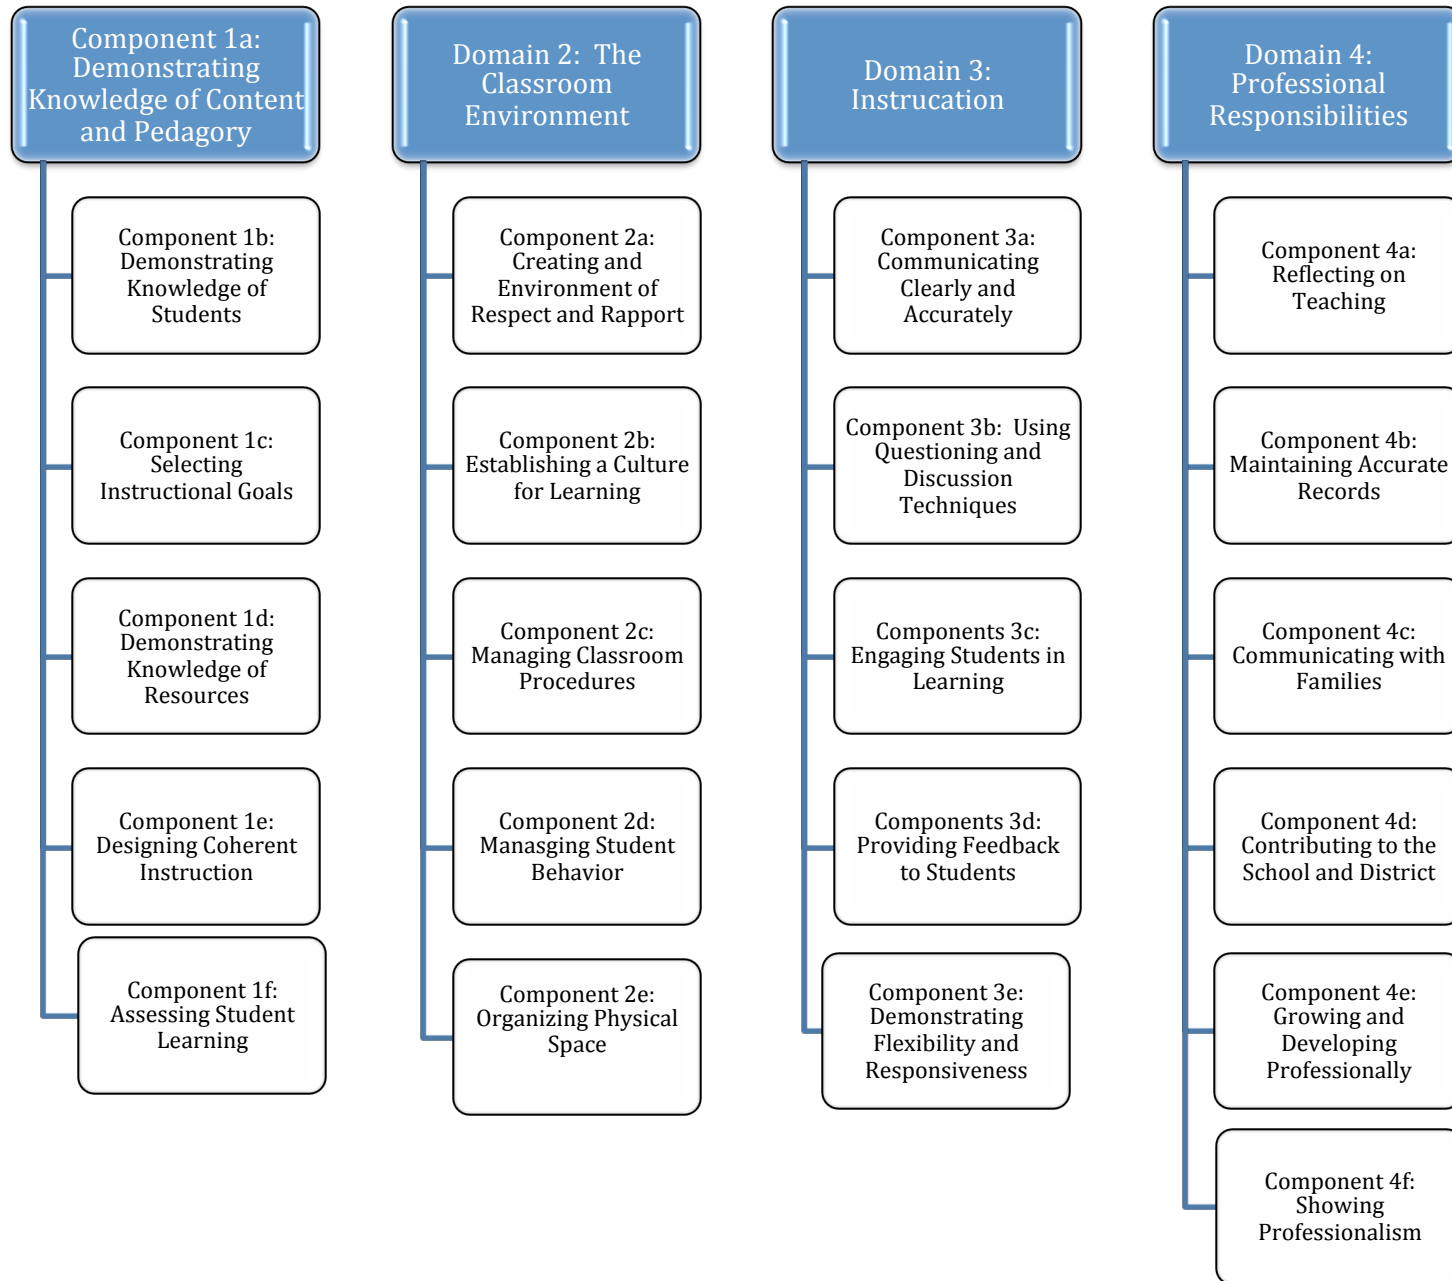 Component 1a:
Demonstrating
Knowledge of Content
and Pedagory
Component 1b:
Demonstrating
Knowledge of
Students
Component 1c:
Selecting
Instructional Goals
Component 1d:
Demonstrating
Knowledge of
Resources
Component 1e:
Designing Coherent
Instruction
Component 1f:
Assessing Student
Learning
Domain 2:  The
Classroom
Environment
Component 2a:
Creating and
Environment of
Respect and Rapport
Component 2b:
Establishing a Culture
for Learning
Component 2c:
Managing Classroom
Procedures
Component 2d:
Manasging Student
Behavior
Component 2e:
Organizing Physical
Space
Domain 3:
Instrucation
Component 3a:
Communicating
Clearly and
Accurately
Component 3b:  Using
Questioning and
Discussion
Techniques
Components 3c:
Engaging Students in
Learning
Components 3d:
Providing Feedback
to Students
Component 3e:
Demonstrating
Flexibility and
Responsiveness
Domain 4:
Professional
Responsibilities
Component 4a:
Reflecting on
Teaching
Component 4b:
Maintaining Accurate
Records
Component 4c:
Communicating with
Families
Component 4d:
Contributing to the
School and District
Component 4e:
Growing and
Developing
Professionally
Component 4f:
Showing
Professionalism